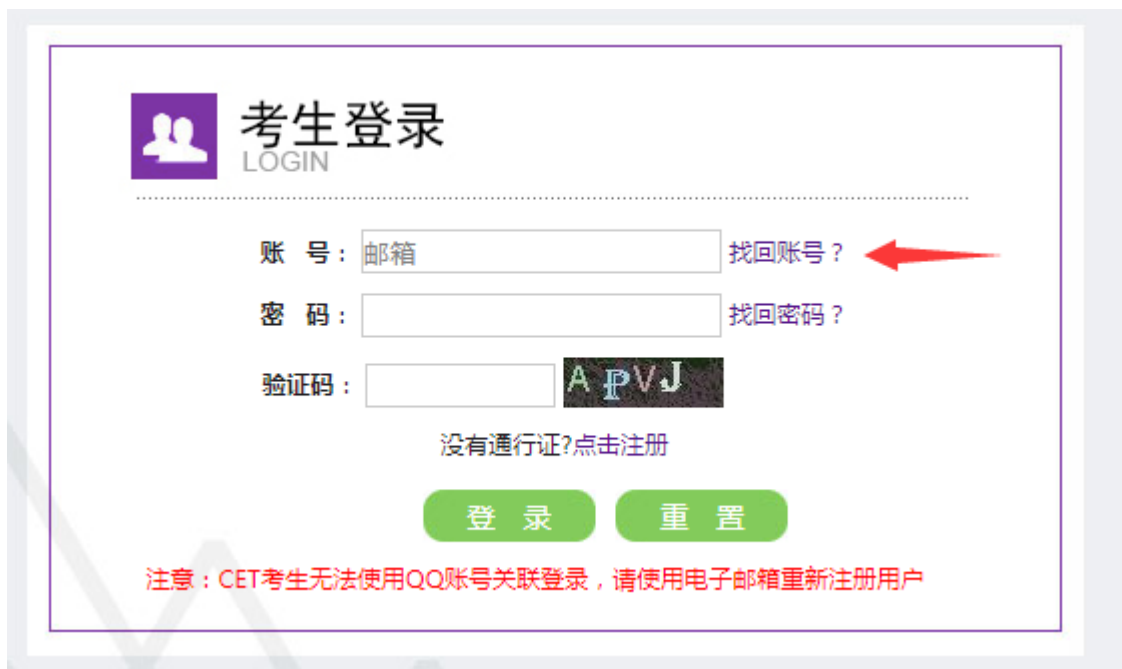 考生登录
LOGIN
账 号： 邮箱 找回账号？
密 码： 找回密码？
验证码： APVJ
没有通行证?点击注册
登 录 重 置
注意：CET考生无法使用QQ账号关联登录，请使用电子邮箱重新注册用户